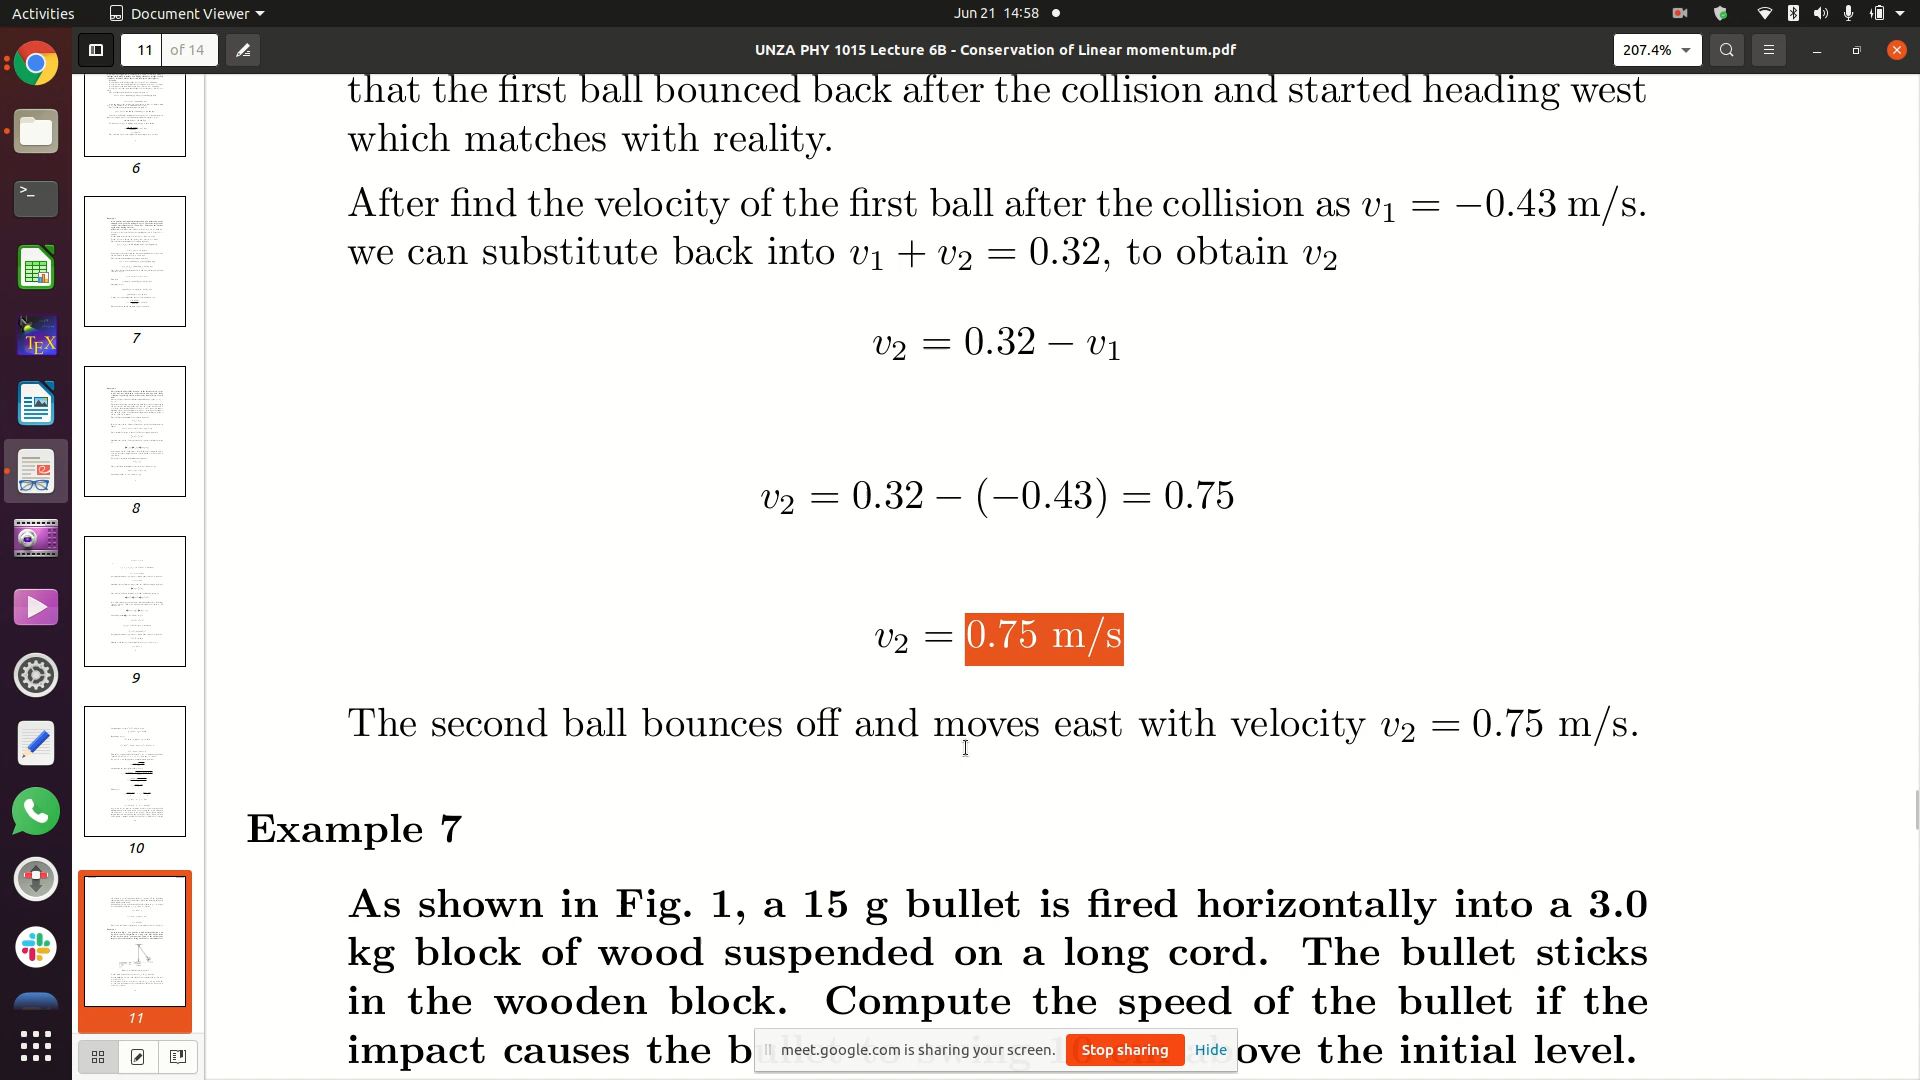 Activities Document Viewer Jun 21 14:58
11 of 14 UNZA PHY 1015 Lecture 6B - Conservation of Linear momentum.pdf 207.4%
that the first ball bounced back after the collision and started heading west
which matches with reality.
After find the velocity of the first ball after the collision as v₁ = −0.43 m/s.
we can substitute back into v₁ + v₂ = 0.32, to obtain v₂
v₂ = 0.32 − v₁
v₂ = 0.32 − (−0.43) = 0.75
v₂ = 0.75 m/s
The second ball bounces off and moves east with velocity v₂ = 0.75 m/s.
Example 7
As shown in Fig. 1, a 15 g bullet is fired horizontally into a 3.0
kg block of wood suspended on a long cord. The bullet sticks
in the wooden block. Compute the speed of the bullet if the
impact causes the b ove the initial level.
meet.google.com is sharing your screen. Stop sharing Hide
6
7
8
9
10
11
TEX